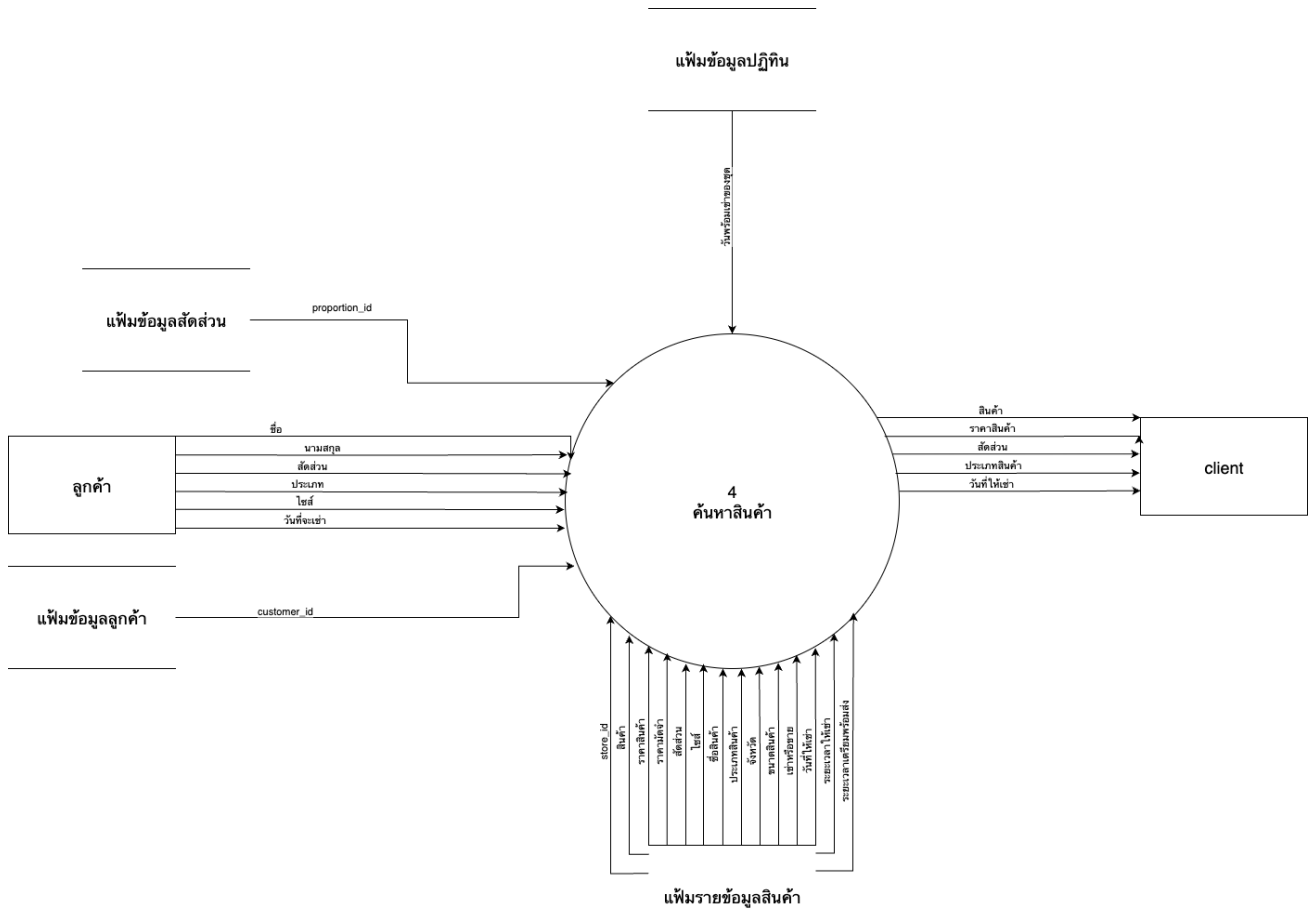 แฟ้มข้อมูลปฏิทิน
วันพร้อมเช่าของชุด
แฟ้มข้อมูลสัดส่วน
proportion_id
ลูกค้า
ชื่อ
นามสกุล
สัดส่วน
ประเภท
ไซส์
วันที่จะเช่า
แฟ้มข้อมูลลูกค้า
customer_id
4
ค้นหาสินค้า
สินค้า
ราคาสินค้า
สัดส่วน
ประเภทสินค้า
วันที่ให้เช่า
client
store_id
สินค้า
ราคาสินค้า
ราคามัดจำ
สัดส่วน
ไซส์
ชื่อสินค้า
ประเภทสินค้า
จังหวัด
ขนาดสินค้า
เช่าหรือขาย
วันที่ให้เช่า
ระยะเวลาให้เช่า
ระยะเวลาเตรียมพร้อมส่ง
แฟ้มรายข้อมูลสินค้า